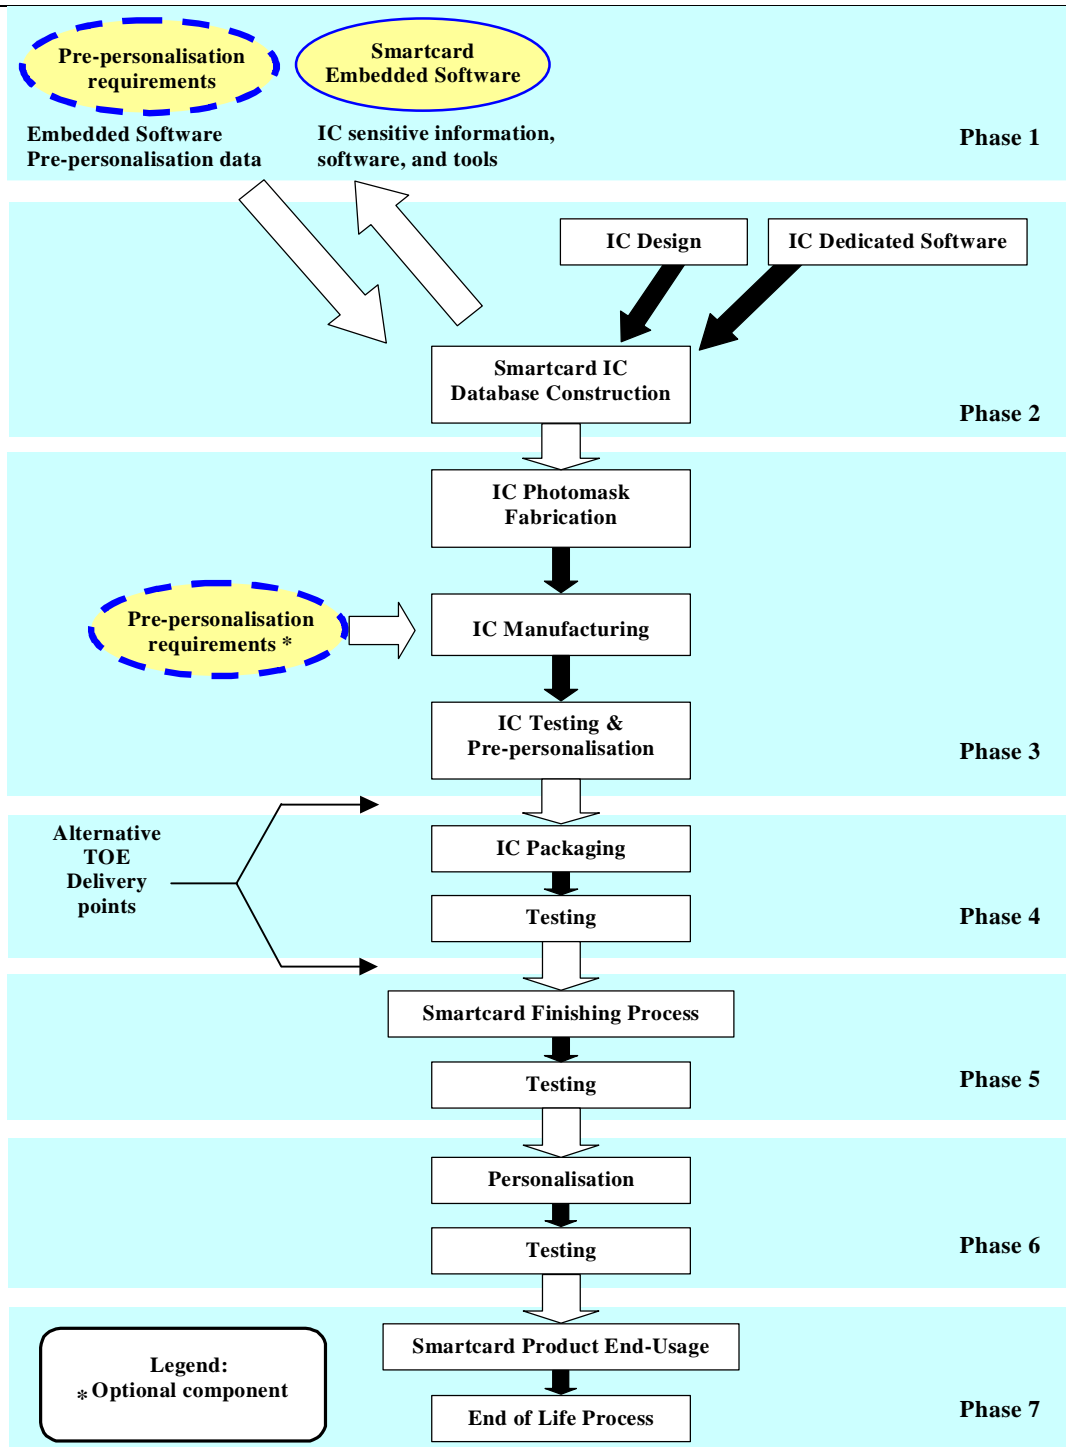 Pre-personalisation
requirements
Smartcard
Embedded Software
Embedded Software
Pre-personalisation data
IC sensitive information,
software, and tools
Phase 1
IC Design
IC Dedicated Software
Smartcard IC
Database Construction
Phase 2
IC Photomask
Fabrication
Pre-personalisation
requirements *
IC Manufacturing
IC Testing &
Pre-personalisation
Phase 3
Alternative
TOE
Delivery
points
IC Packaging
Testing
Phase 4
Smartcard Finishing Process
Testing
Phase 5
Personalisation
Testing
Phase 6
Legend:
* Optional component
Smartcard Product End-Usage
End of Life Process
Phase 7